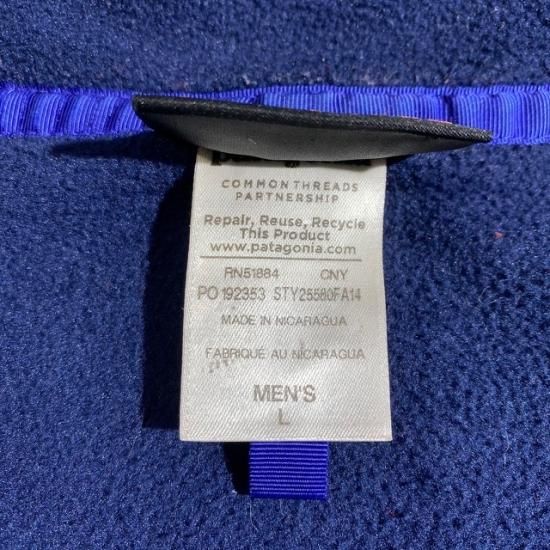 COMMON THREADS
PARTNERSHIP
Repair, Reuse, Recycle
This Product
www.patagonia.com
RN51884 CNY
PO 192353 STY25580FA14
MADE IN NICARAGUA
FABRIQUE AU NICARAGUA
MEN'S
L